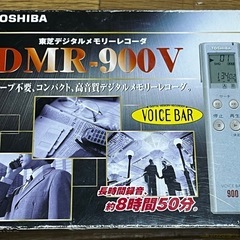 TOSHIBA
東芝デジタルメモリーレコーダ
DMR-900V
ープ不要、コンパクト、高音質デジタルメモリーレコーダ。
VOICE BAR
長時間録音。
約8時間50分。
900